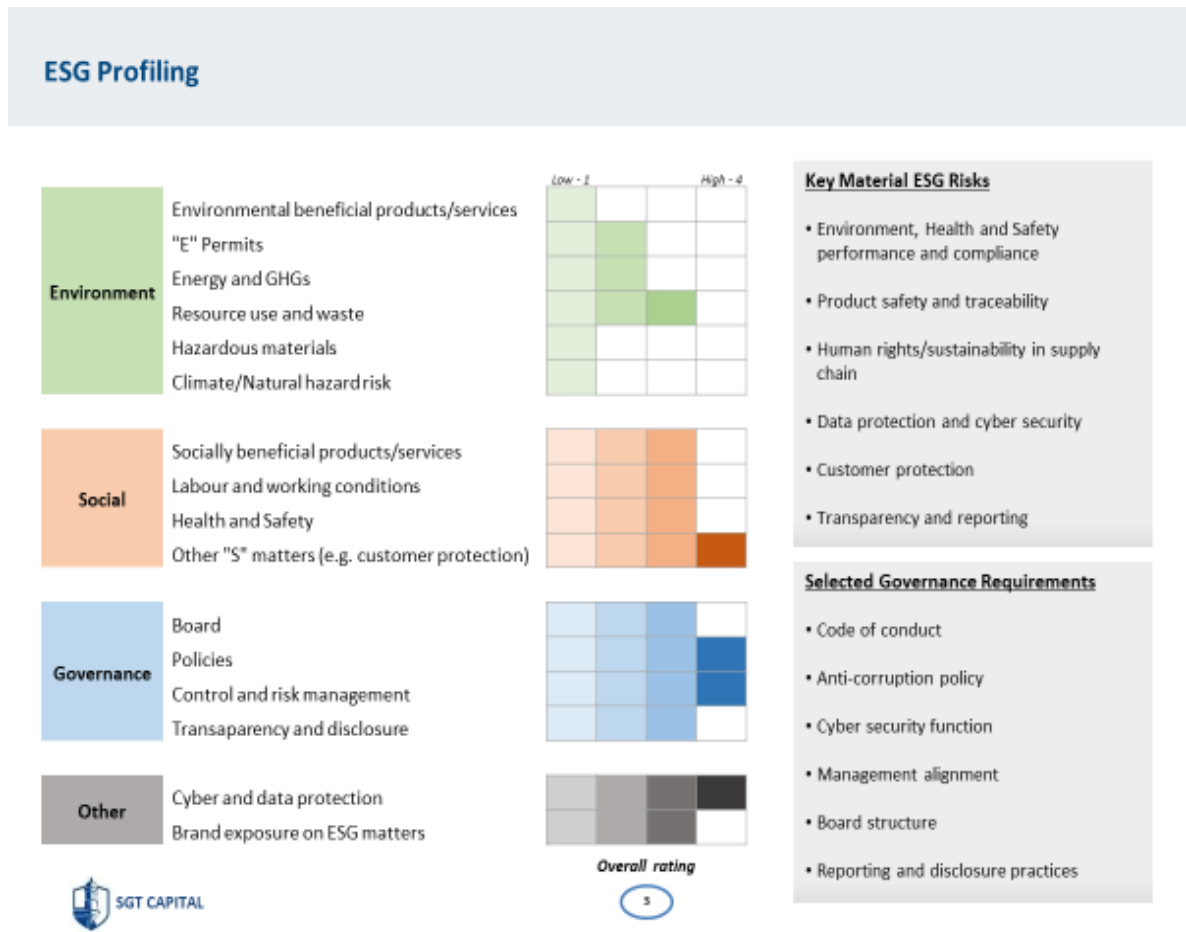 ESG Profiling
Low - 1
High - 4
Environment
Environmental beneficial products/services
"E" Permits
Energy and GHGs
Resource use and waste
Hazardous materials
Climate/Natural hazard risk
Social
Socially beneficial products/services
Labour and working conditions
Health and Safety
Other "S" matters (e.g. customer protection)
Governance
Board
Policies
Control and risk management
Transaparency and disclosure
Other
Cyber and data protection
Brand exposure on ESG matters
Overall rating
3
SGT CAPITAL
Key Material ESG Risks
• Environment, Health and Safety
performance and compliance
• Product safety and traceability
• Human rights/sustainability in supply
chain
• Data protection and cyber security
• Customer protection
• Transparency and reporting
Selected Governance Requirements
• Code of conduct
• Anti-corruption policy
• Cyber security function
• Management alignment
• Board structure
• Reporting and disclosure practices